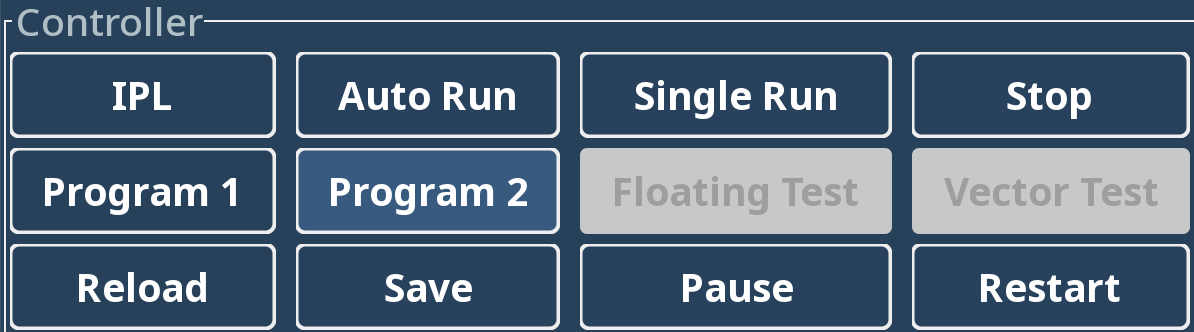 Controller
IPL
Auto Run
Single Run
Stop
Program 1
Program 2
Floating Test
Vector Test
Reload
Save
Pause
Restart